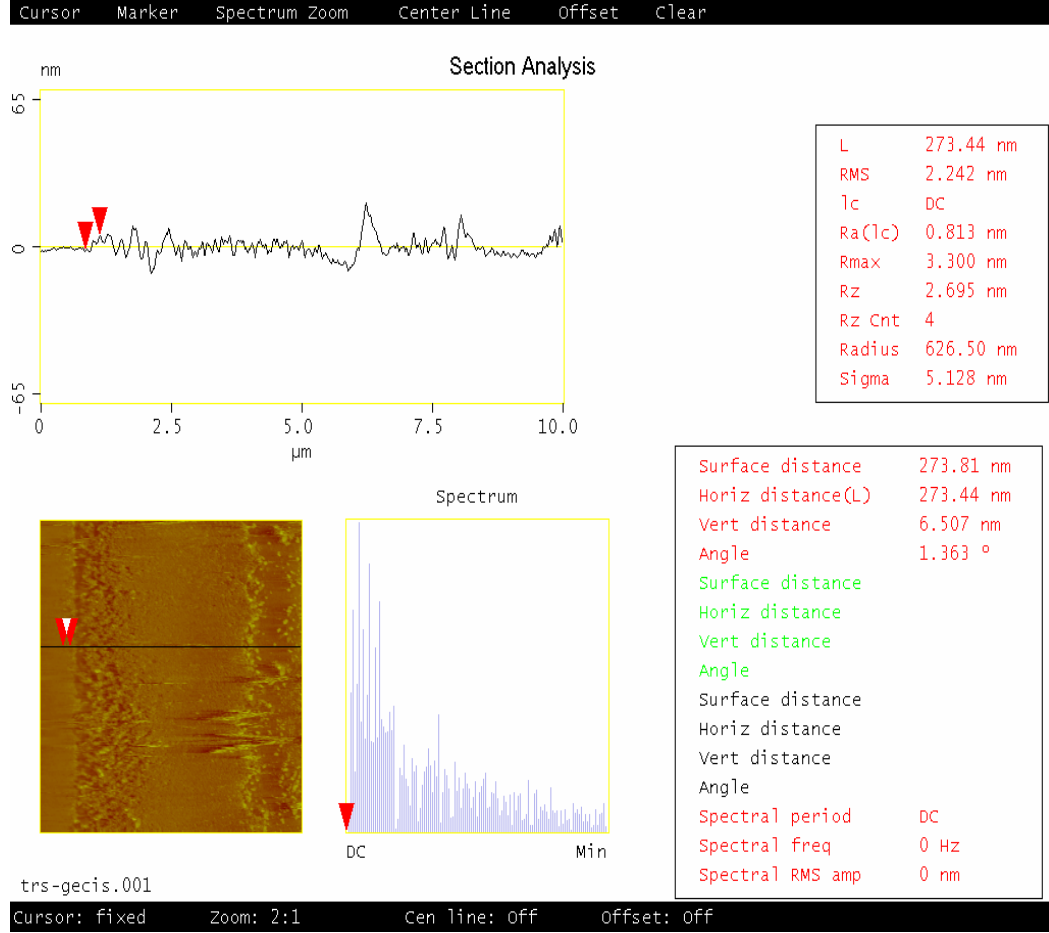 Cursor Marker Spectrum Zoom Center Line Offset Clear
Section Analysis
nm
65
0
-65
0 2.5 5.0 7.5 10.0
µm
L 273.44 nm
RMS 2.242 nm
lc DC
Ra(lc) 0.813 nm
Rmax 3.300 nm
Rz 2.695 nm
Rz Cnt 4
Radius 626.50 nm
Sigma 5.128 nm
Surface distance 273.81 nm
Horiz distance(L) 273.44 nm
Vert distance 6.507 nm
Angle 1.363 º
Surface distance
Horiz distance
Vert distance
Angle
Surface distance
Horiz distance
Vert distance
Angle
Spectral period DC
Spectral freq 0 Hz
Spectral RMS amp 0 nm
Spectrum
DC Min
trs-gecis.001
Cursor: fixed Zoom: 2:1 Cen line: Off Offset: Off